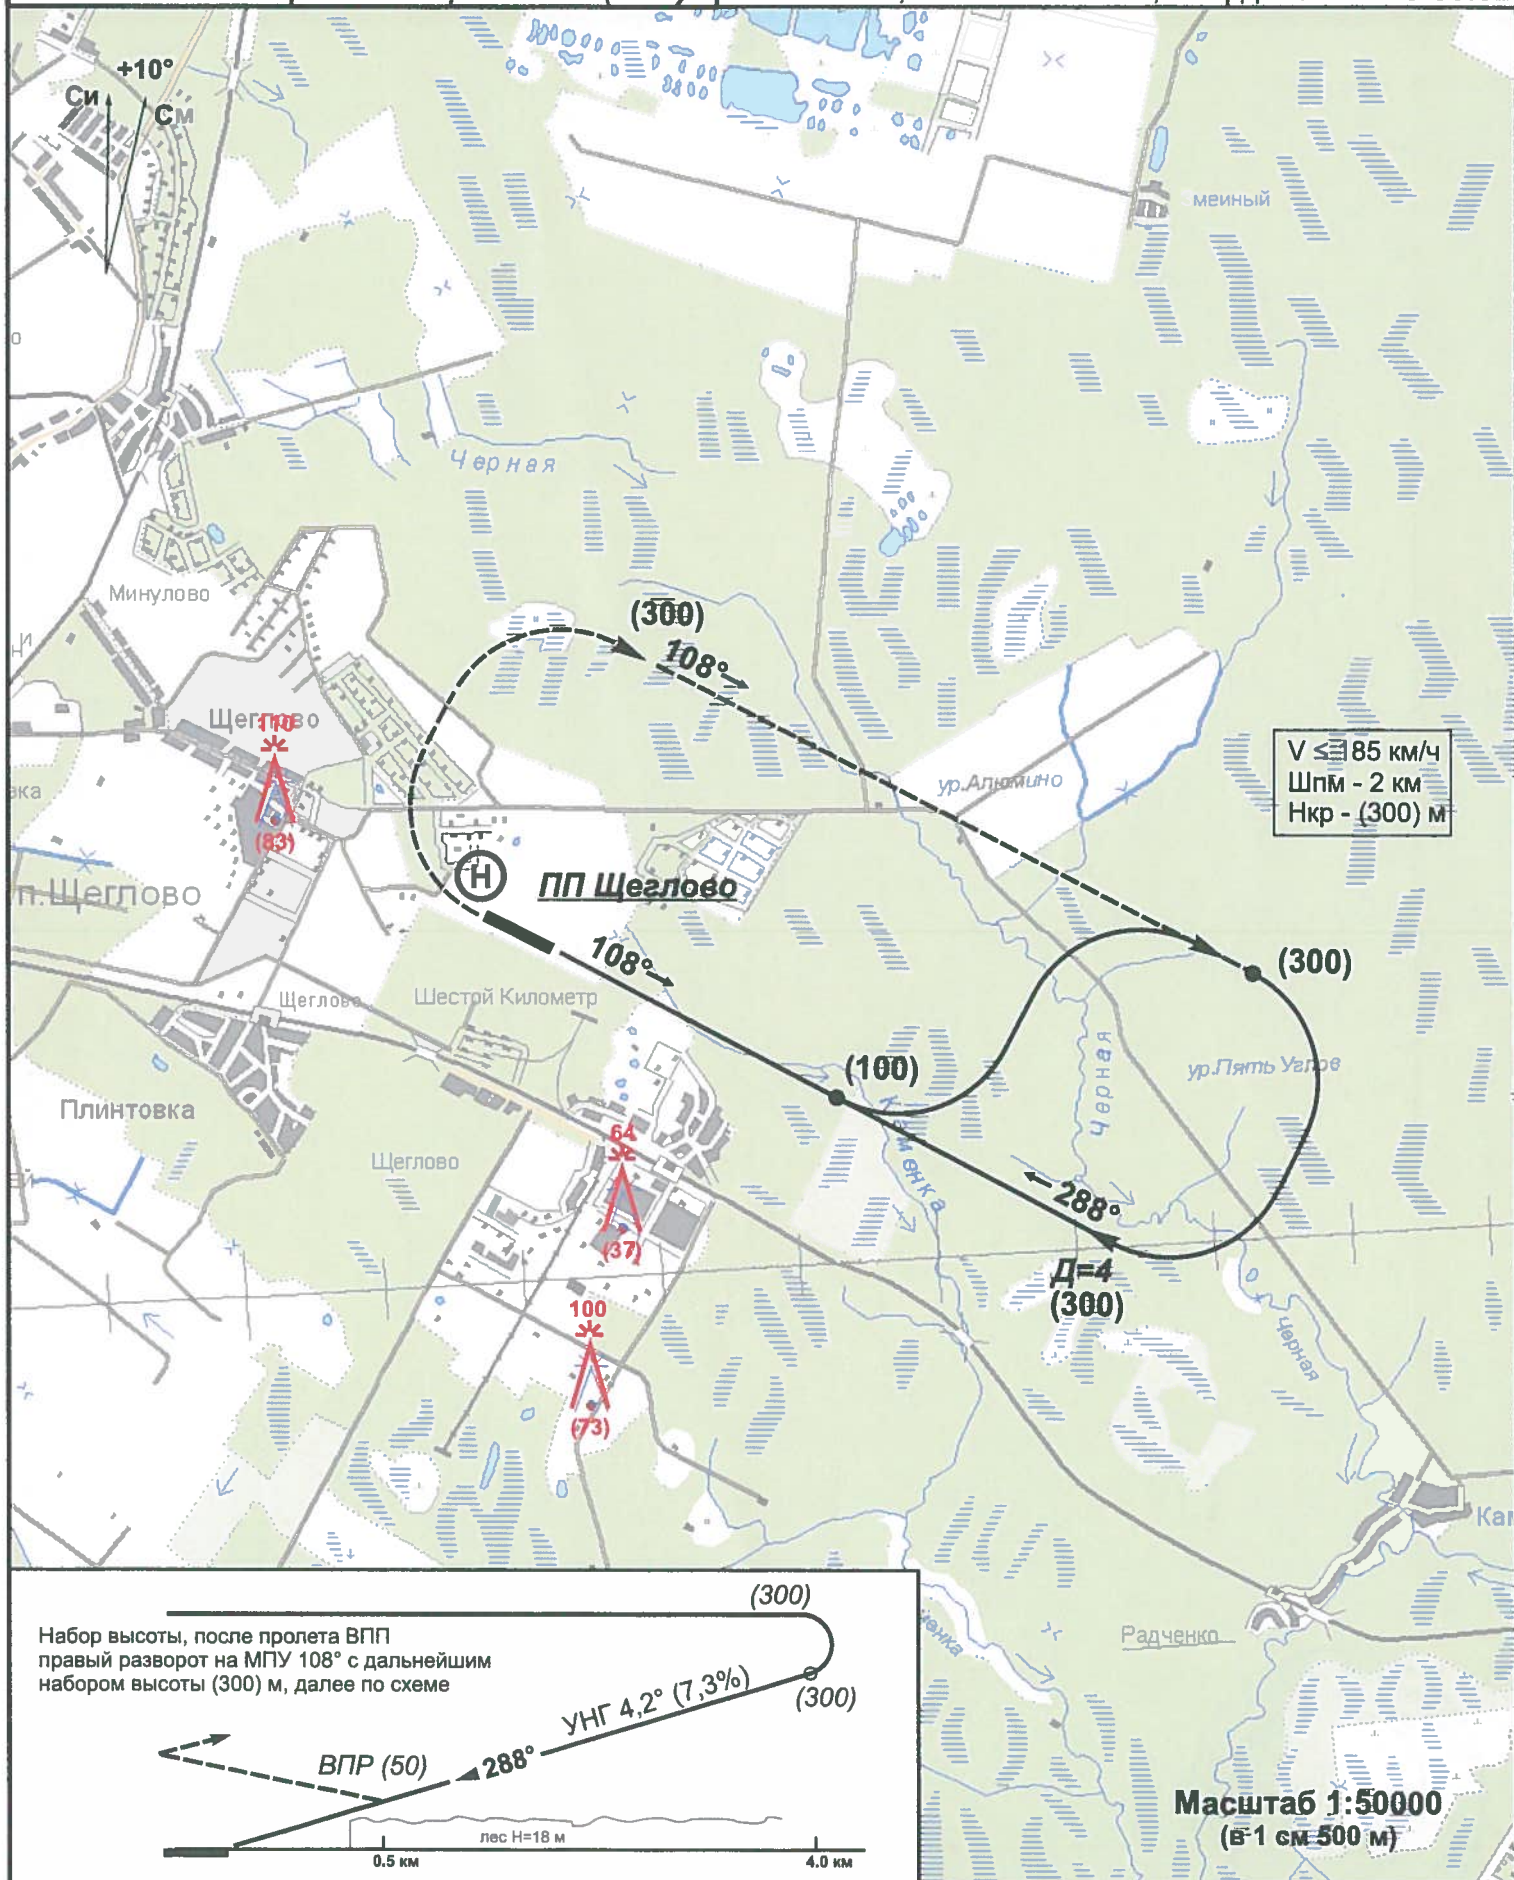 +10°
Си
См
меиный
Черная
Минулово
(300)
108°
Щеглово
110
(83)
ур.Алюмино
V ≤ 185 км/ч
Шпм - 2 км
Нкр - (300) м
п.Щеглово
H
ПП Щеглово
108°
(300)
Щеглово
Шестой Километр
(100)
Черная
ур.Пять Углов
Плинтовка
Каменка
64
Щеглово
288°
(37)
Д=4
(300)
100
Черная
(73)
Кам
Радченко
(300)
Набор высоты, после пролета ВПП
правый разворот на МПУ 108° с дальнейшим
набором высоты (300) м, далее по схеме
УНГ 4,2° (7,3%)
(300)
ВПР (50)
288°
лес Н=18 м
0.5 км
4.0 км
Масштаб 1:50000
(в 1 см 500 м)